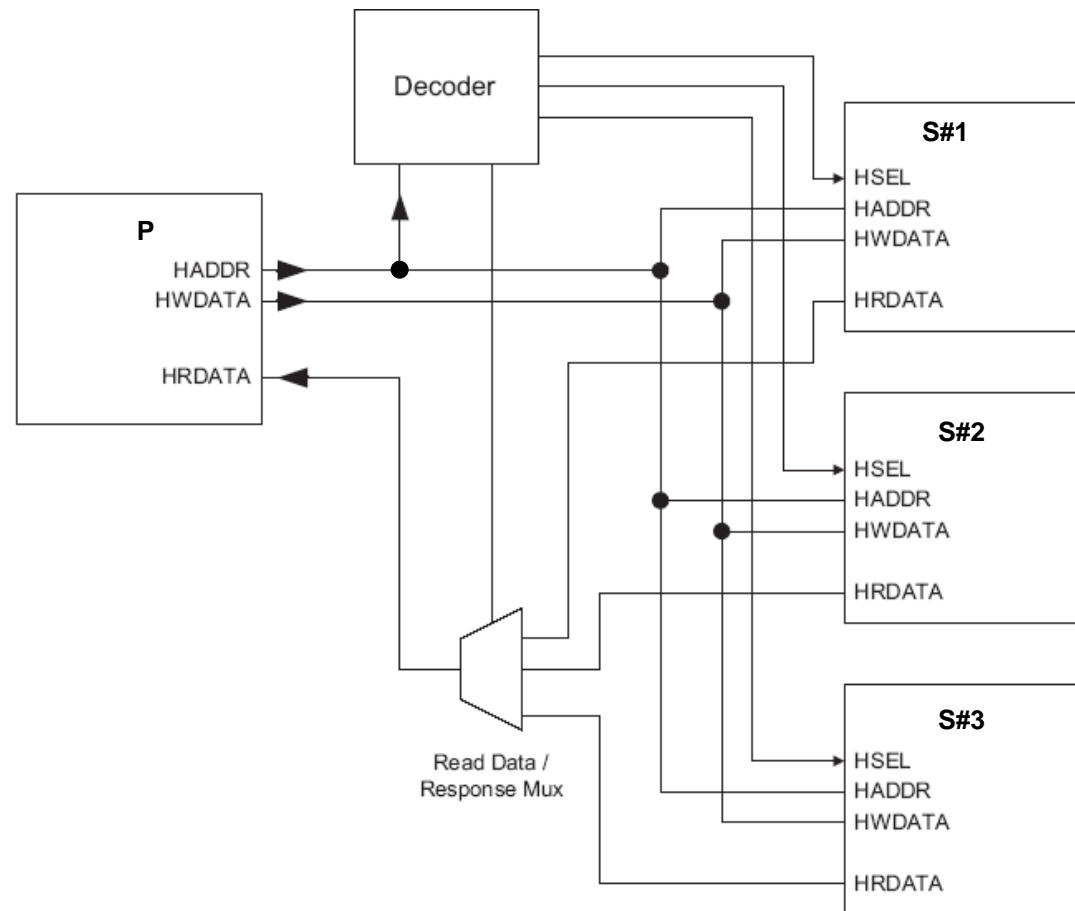 Decoder
P
HADDR
HWDATA
HRDATA
S#1
HSEL
HADDR
HWDATA
HRDATA
S#2
HSEL
HADDR
HWDATA
HRDATA
S#3
HSEL
HADDR
HWDATA
HRDATA
Read Data /
Response Mux